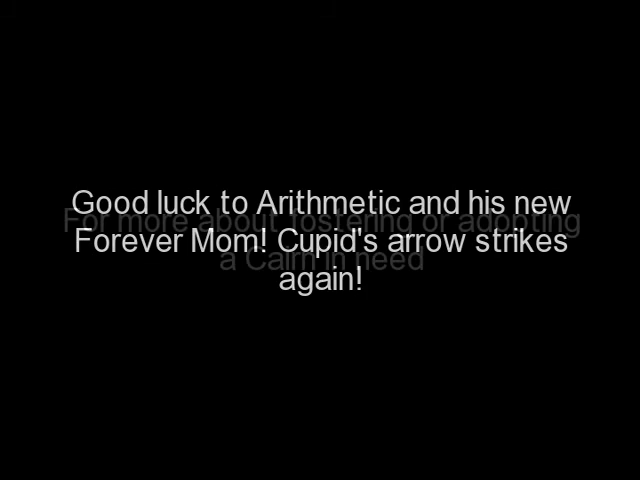 Good luck to Arithmetic and his new
For more about fostering or adopting
Forever Mom! Cupid's arrow strikes
a Cairn in need
again!